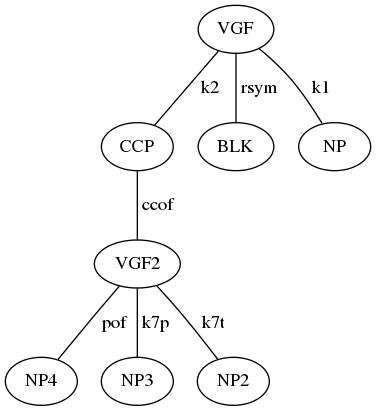 VGF
k2 rsym k1
CCP BLK NP
ccof
VGF2
pof k7p k7t
NP4 NP3 NP2